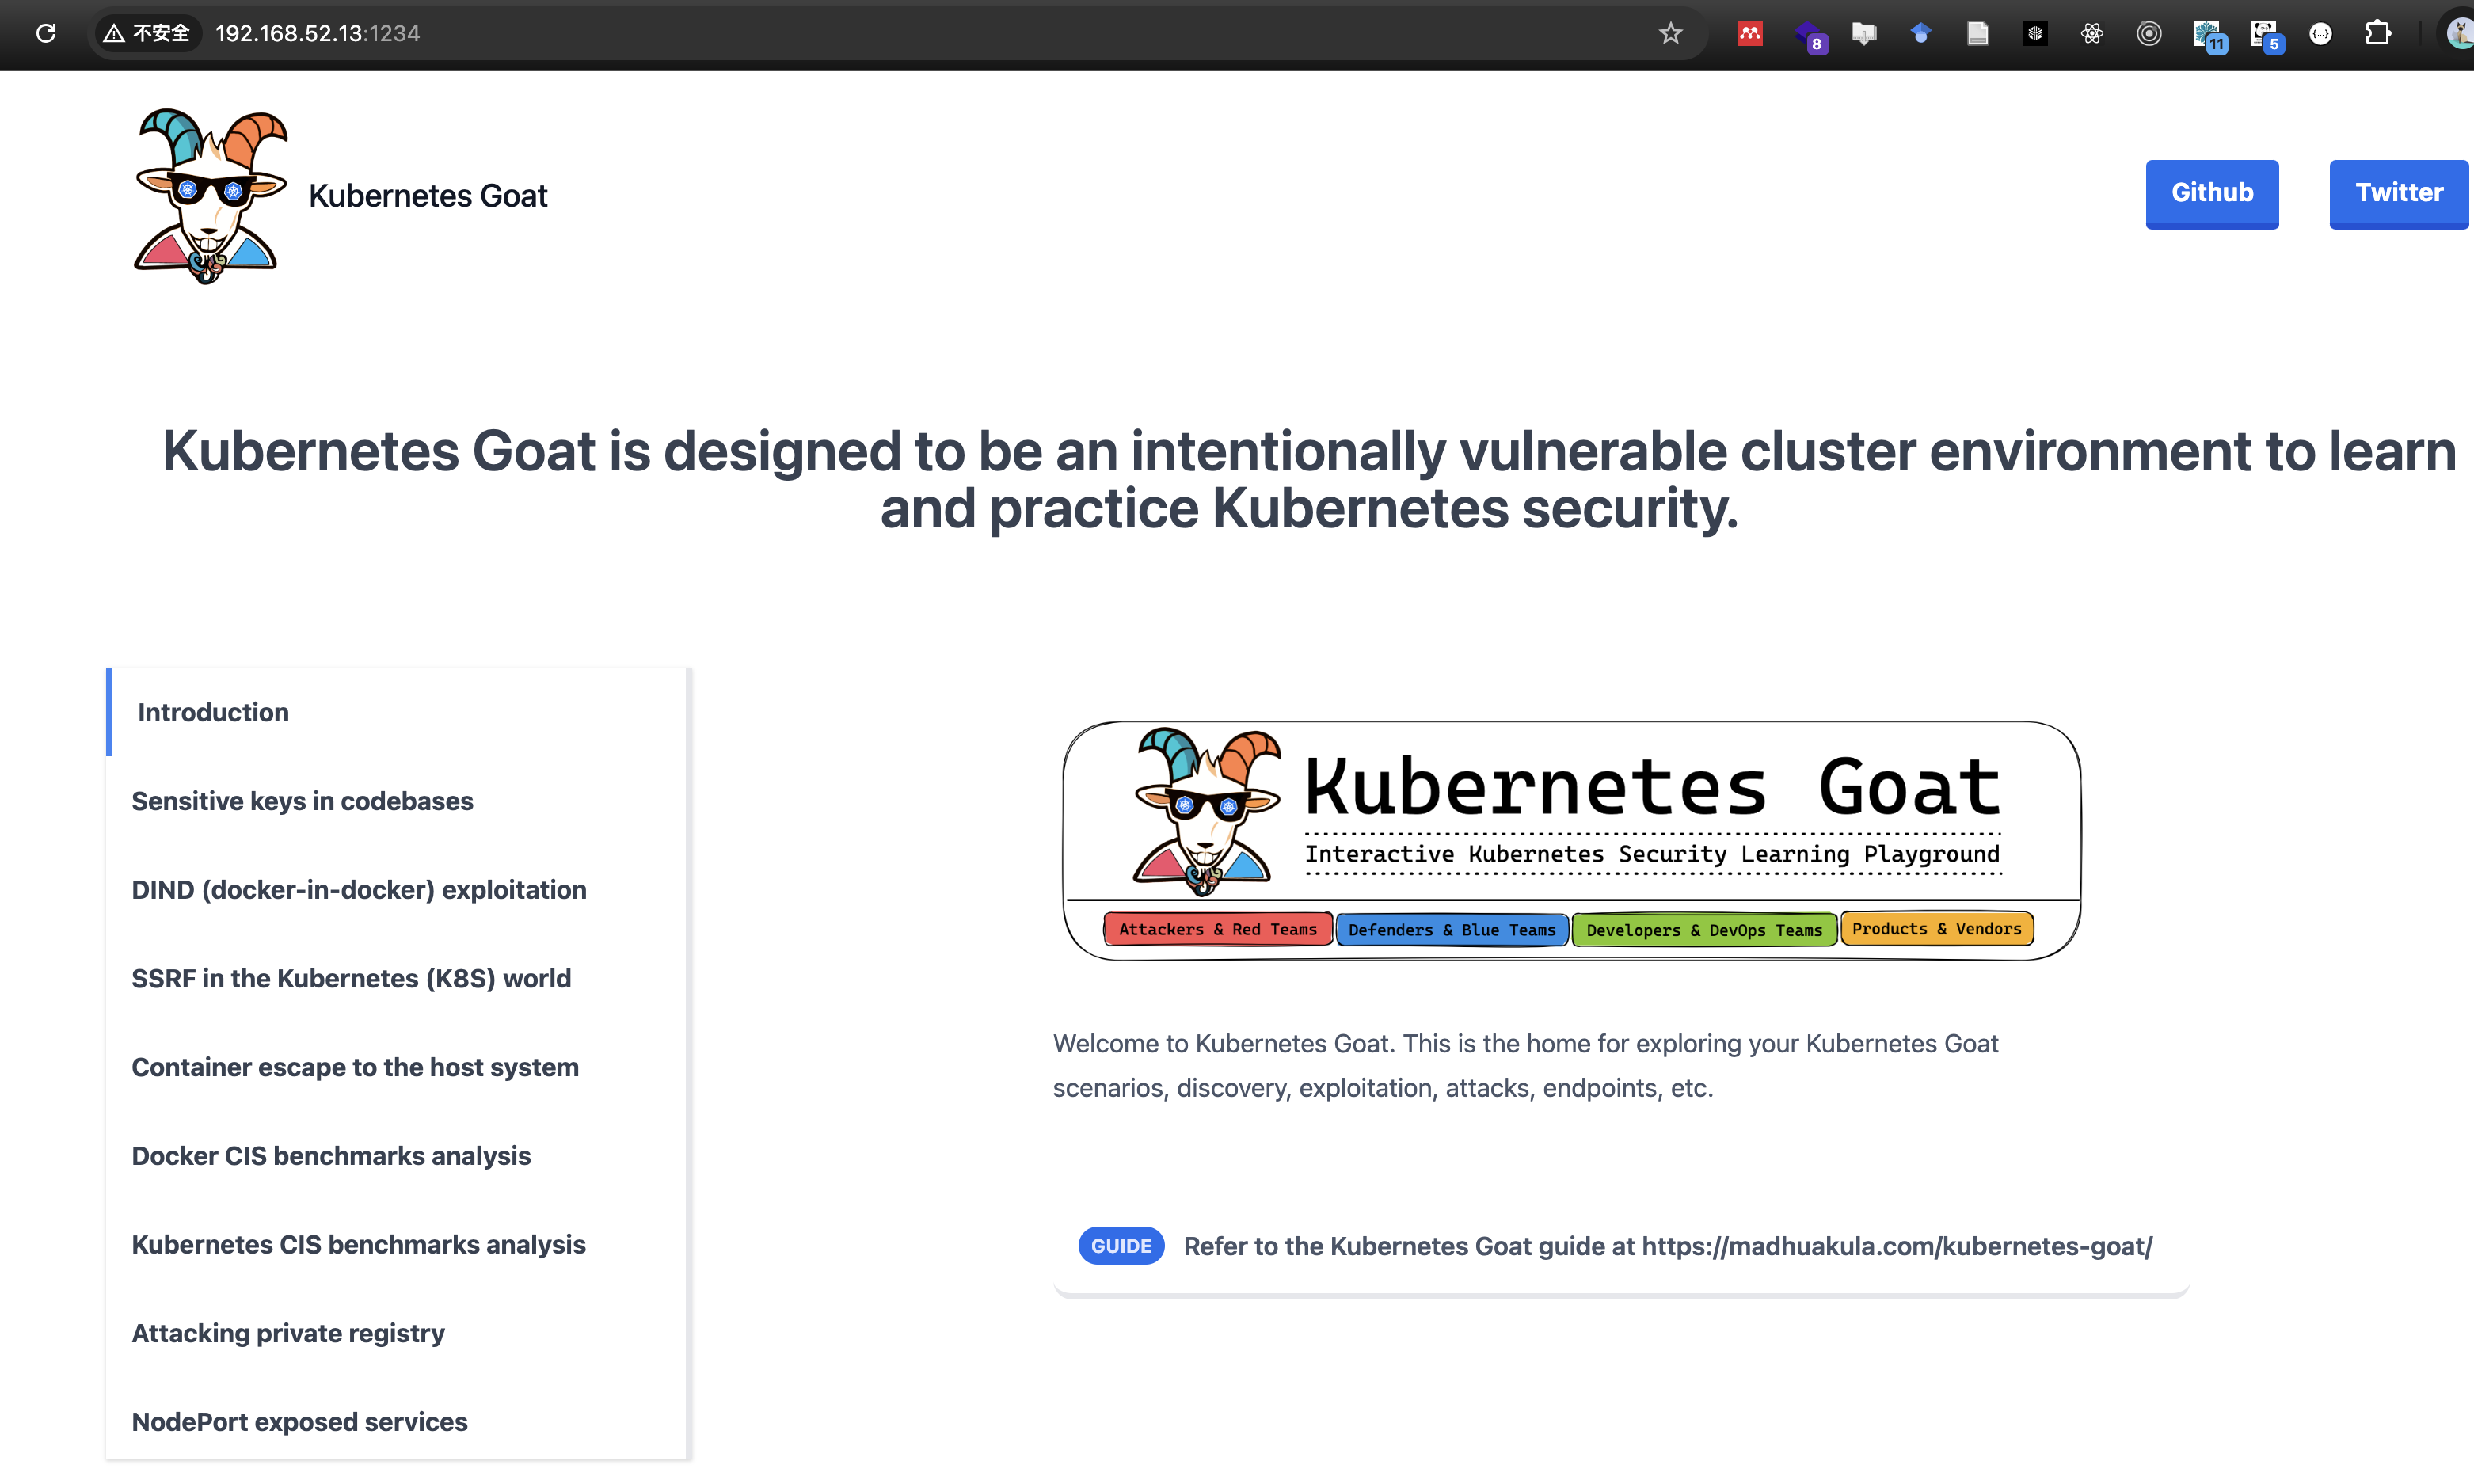 不安全 192.168.52.13:1234
8
11
5
Kubernetes Goat
Github
Twitter
Kubernetes Goat is designed to be an intentionally vulnerable cluster environment to learn
and practice Kubernetes security.
Introduction
Sensitive keys in codebases
DIND (docker-in-docker) exploitation
SSRF in the Kubernetes (K8S) world
Container escape to the host system
Docker CIS benchmarks analysis
Kubernetes CIS benchmarks analysis
Attacking private registry
NodePort exposed services
Kubernetes Goat
Interactive Kubernetes Security Learning Playground
Attackers & Red Teams
Defenders & Blue Teams
Developers & DevOps Teams
Products & Vendors
Welcome to Kubernetes Goat. This is the home for exploring your Kubernetes Goat
scenarios, discovery, exploitation, attacks, endpoints, etc.
GUIDE Refer to the Kubernetes Goat guide at https://madhuakula.com/kubernetes-goat/